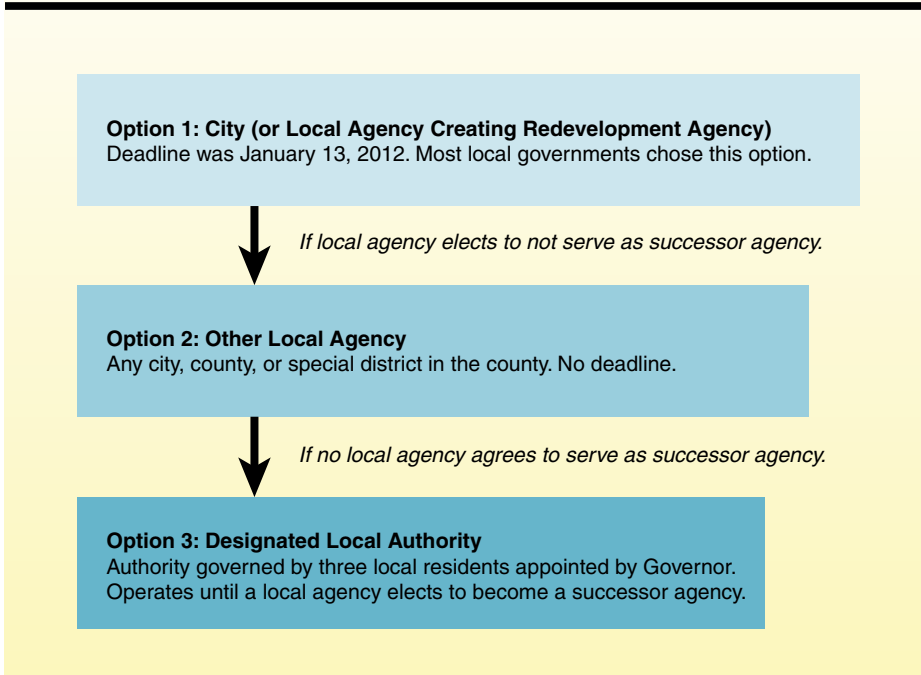 Option 1: City (or Local Agency Creating Redevelopment Agency)
Deadline was January 13, 2012. Most local governments chose this option.
If local agency elects to not serve as successor agency.
Option 2: Other Local Agency
Any city, county, or special district in the county. No deadline.
If no local agency agrees to serve as successor agency.
Option 3: Designated Local Authority
Authority governed by three local residents appointed by Governor.
Operates until a local agency elects to become a successor agency.